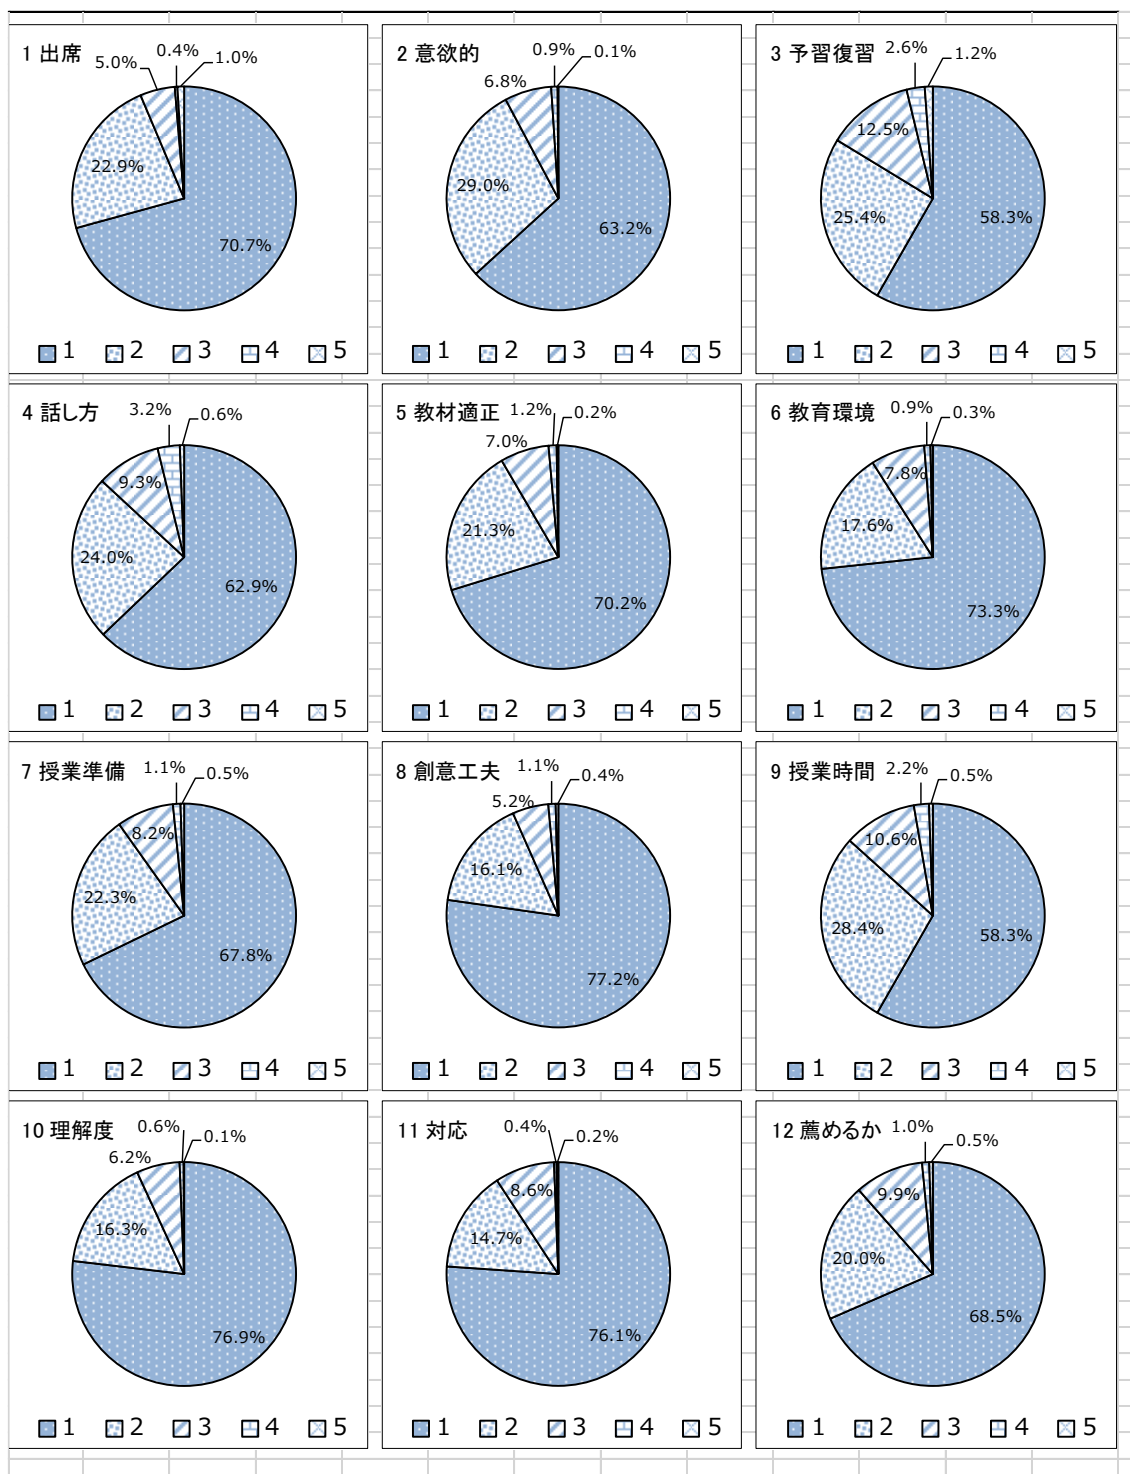 1 出席
0.4%
5.0%
1.0%
22.9%
70.7%
1 2 3 4 5
2 意欲的
0.9%
0.1%
6.8%
29.0%
63.2%
1 2 3 4 5
3 予習復習
2.6%
1.2%
12.5%
25.4%
58.3%
1 2 3 4 5
4 話し方
3.2%
0.6%
9.3%
24.0%
62.9%
1 2 3 4 5
5 教材適正
1.2%
0.2%
7.0%
21.3%
70.2%
1 2 3 4 5
6 教育環境
0.9%
0.3%
7.8%
17.6%
73.3%
1 2 3 4 5
7 授業準備
1.1%
0.5%
8.2%
22.3%
67.8%
1 2 3 4 5
8 創意工夫
1.1%
0.4%
5.2%
16.1%
77.2%
1 2 3 4 5
9 授業時間
2.2%
0.5%
10.6%
28.4%
58.3%
1 2 3 4 5
10 理解度
0.6%
0.1%
6.2%
16.3%
76.9%
1 2 3 4 5
11 対応
0.4%
0.2%
8.6%
14.7%
76.1%
1 2 3 4 5
12 薦めるか
1.0%
0.5%
9.9%
20.0%
68.5%
1 2 3 4 5